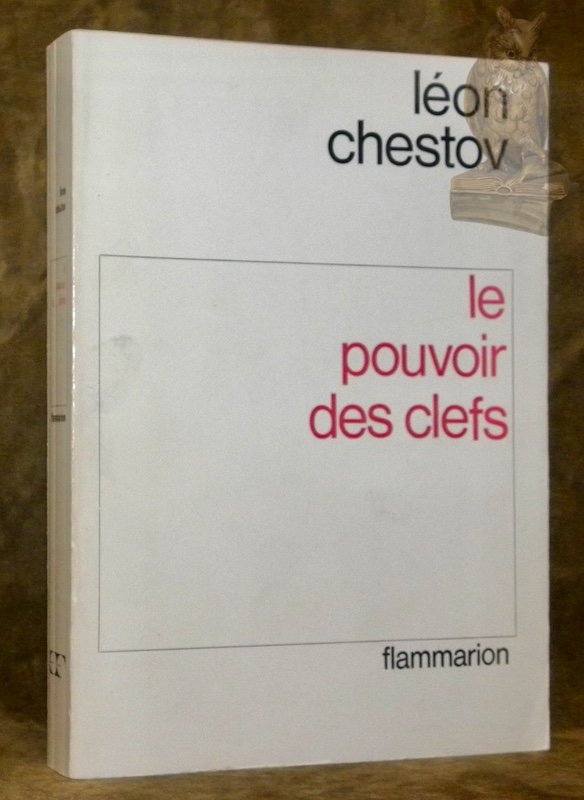 léon
chestov
le
pouvoir
des clefs
flammarion